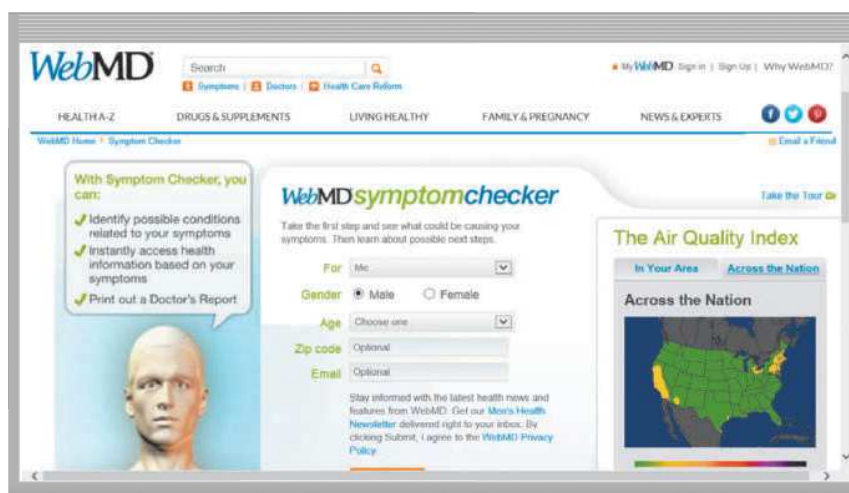 WebMD
Search
Symptoms | Doctors | Health Care Reform
My WebMD Sign in | Sign Up | Why WebMD?
HEALTH A-Z DRUGS & SUPPLEMENTS LIVING HEALTHY FAMILY & PREGNANCY NEWS & EXPERTS
WebMD Home Symptom Checker
Email a Friend
With Symptom Checker, you
can:
Identify possible conditions
related to your symptoms
Instantly access health
information based on your
symptoms
Print out a Doctor's Report
WebMD symptomchecker
Take the first step and see what could be causing your
symptoms. Then learn about possible next steps.
For Me
Gender Male Female
Age Choose one
Zip code Optional
Email Optional
Stay informed with the latest health news and
features from WebMD. Get our Men's Health
Newsletter delivered right to your inbox. By
clicking Submit, I agree to the WebMD Privacy
Policy
Take the Tour
The Air Quality Index
In Your Area Across the Nation
Across the Nation